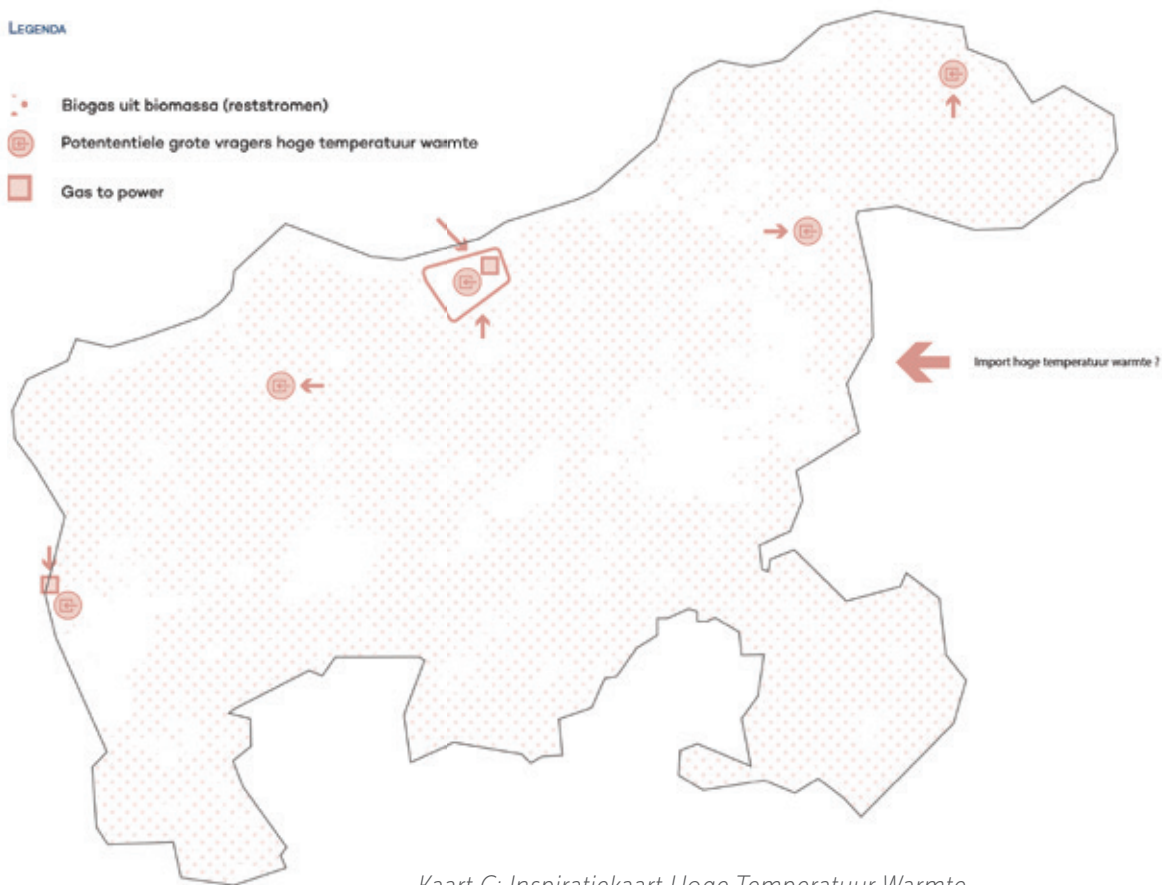 LEGENDA
Biogas uit biomassa (reststromen)
Potententiele grote vragers hoge temperatuur warmte
Gas to power
Import hoge temperatuur warmte ?
Kaart C: Inspiratiekaart Hoge Temperatuur Warmte